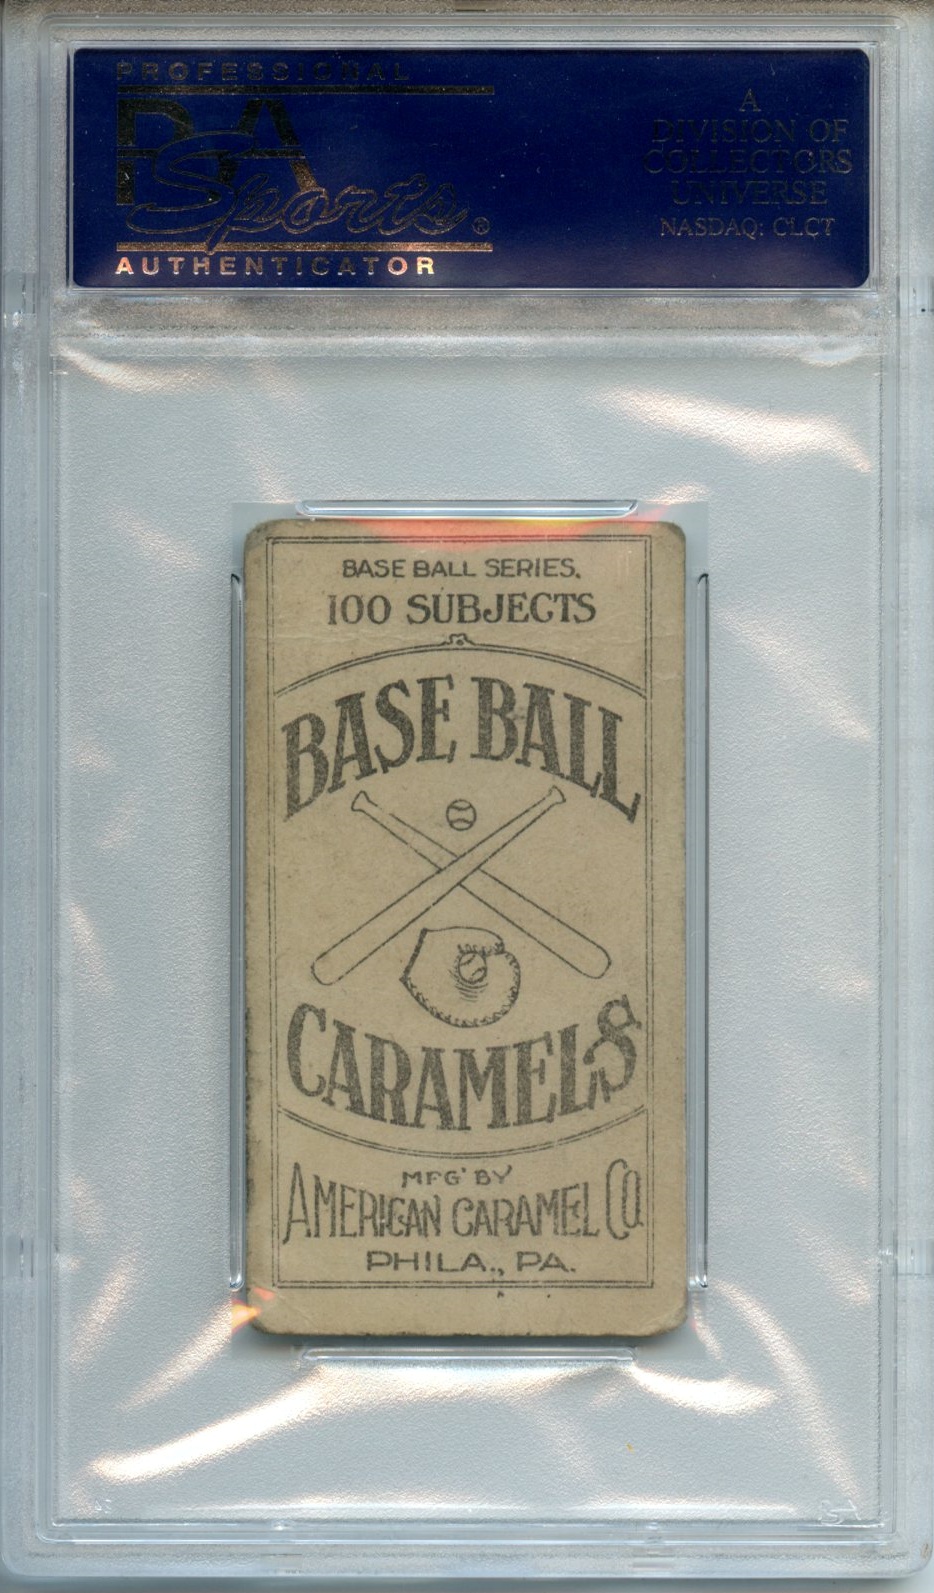 PROFESSIONAL
PSA
Sports®
AUTHENTICATOR
A
DIVISION OF
COLLECTORS
UNIVERSE
NASDAQ: CLCT
BASE BALL SERIES.
100 SUBJECTS
BASE BALL
CARAMELS
MFG' BY
AMERICAN CARAMEL CO
PHILA., PA.